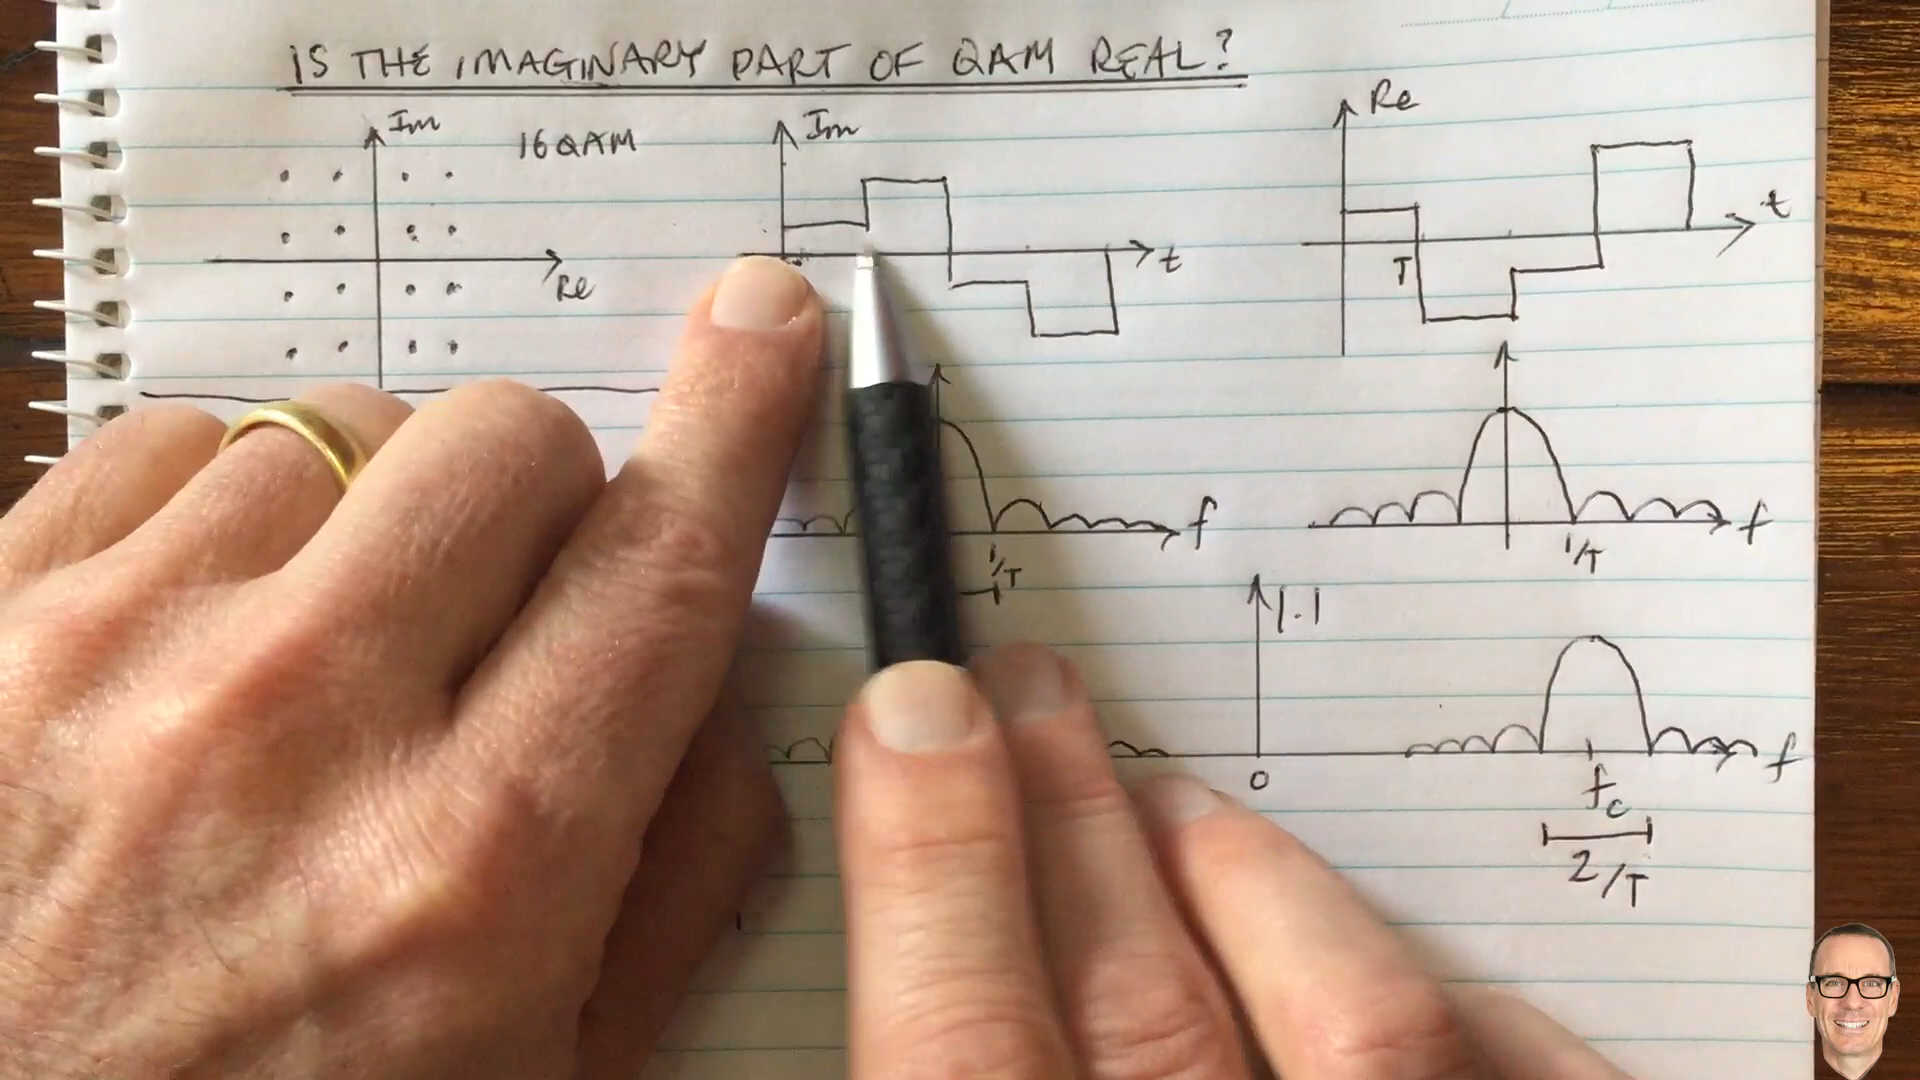 IS THE IMAGINARY PART OF QAM REAL?
Im
16QAM
Re
Im
t
Re
T
t
f
1/T
f
1/T
|.|
0
f
fc
2/T